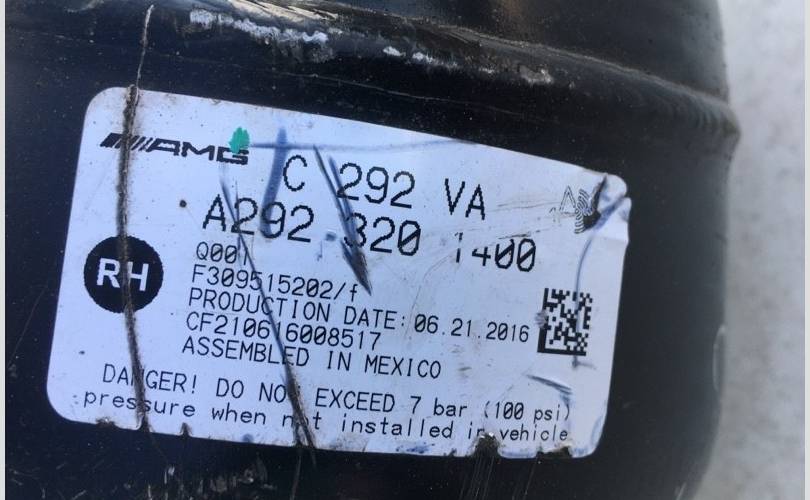 AMG
C 292 VA
A292 320 1400
Q001
F309515202/f
RH
PRODUCTION DATE: 06.21.2016
CF210616008517
ASSEMBLED IN MEXICO
DANGER! DO NOT EXCEED 7 bar (100 psi)
pressure when not installed in vehicle